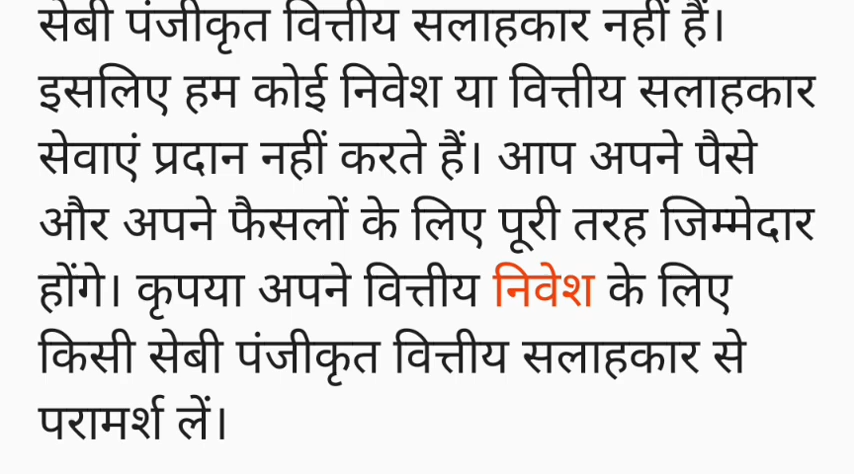 सेबी पंजीकृत वित्तीय सलाहकार नहीं हैं।
इसलिए हम कोई निवेश या वित्तीय सलाहकार
सेवाएं प्रदान नहीं करते हैं। आप अपने पैसे
और अपने फैसलों के लिए पूरी तरह जिम्मेदार
होंगे। कृपया अपने वित्तीय निवेश के लिए
किसी सेबी पंजीकृत वित्तीय सलाहकार से
परामर्श लें।